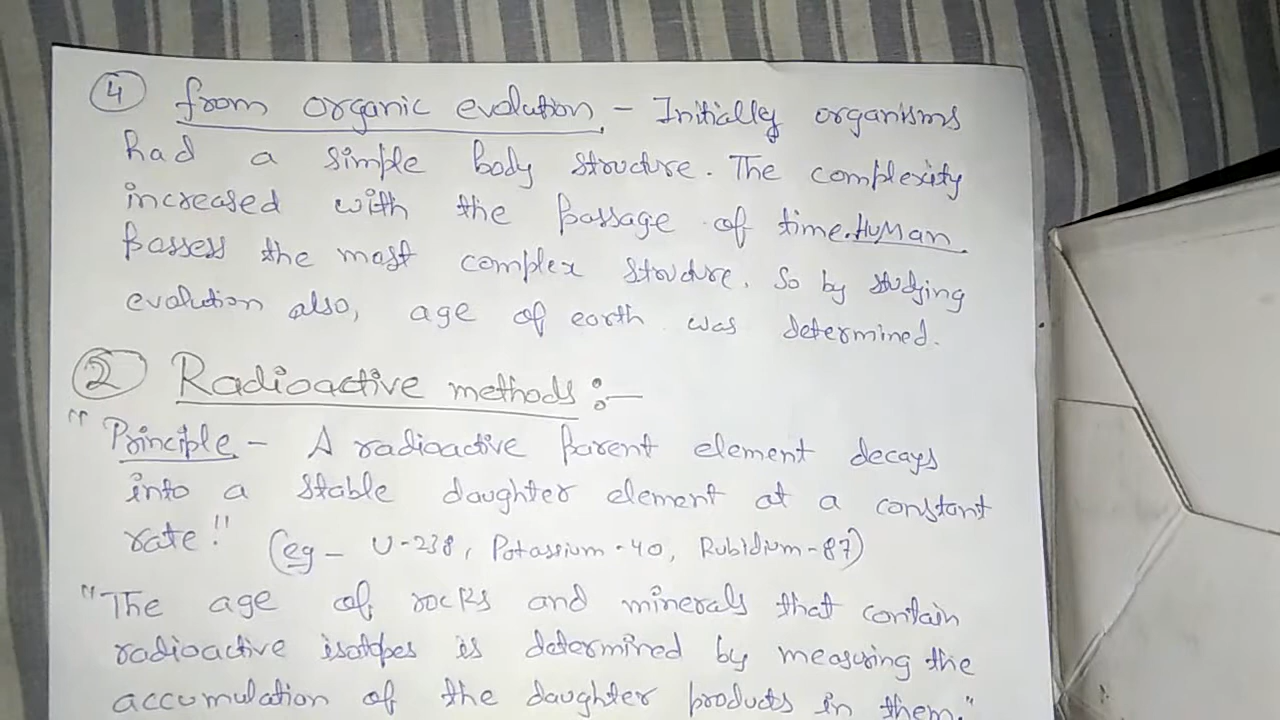 ④ from organic evolution. - Initially organisms
had a simple body structure. The complexity
increased with the passage of time. Human
possess the most complex structure. So by studying
evolution also, age of earth was determined.
② Radioactive methods :-
"Principle - A radioactive parent element decays
into a stable daughter element at a constant
rate!! (eg - U-238, Potassium-40, Rubidium-87)
"The age of rocks and minerals that contain
radioactive isotopes is determined by measuring the
accumulation of the daughter products in them."